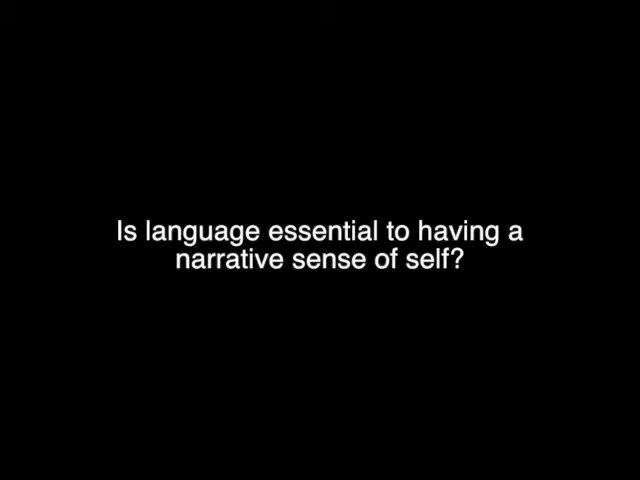 Is language essential to having a
narrative sense of self?